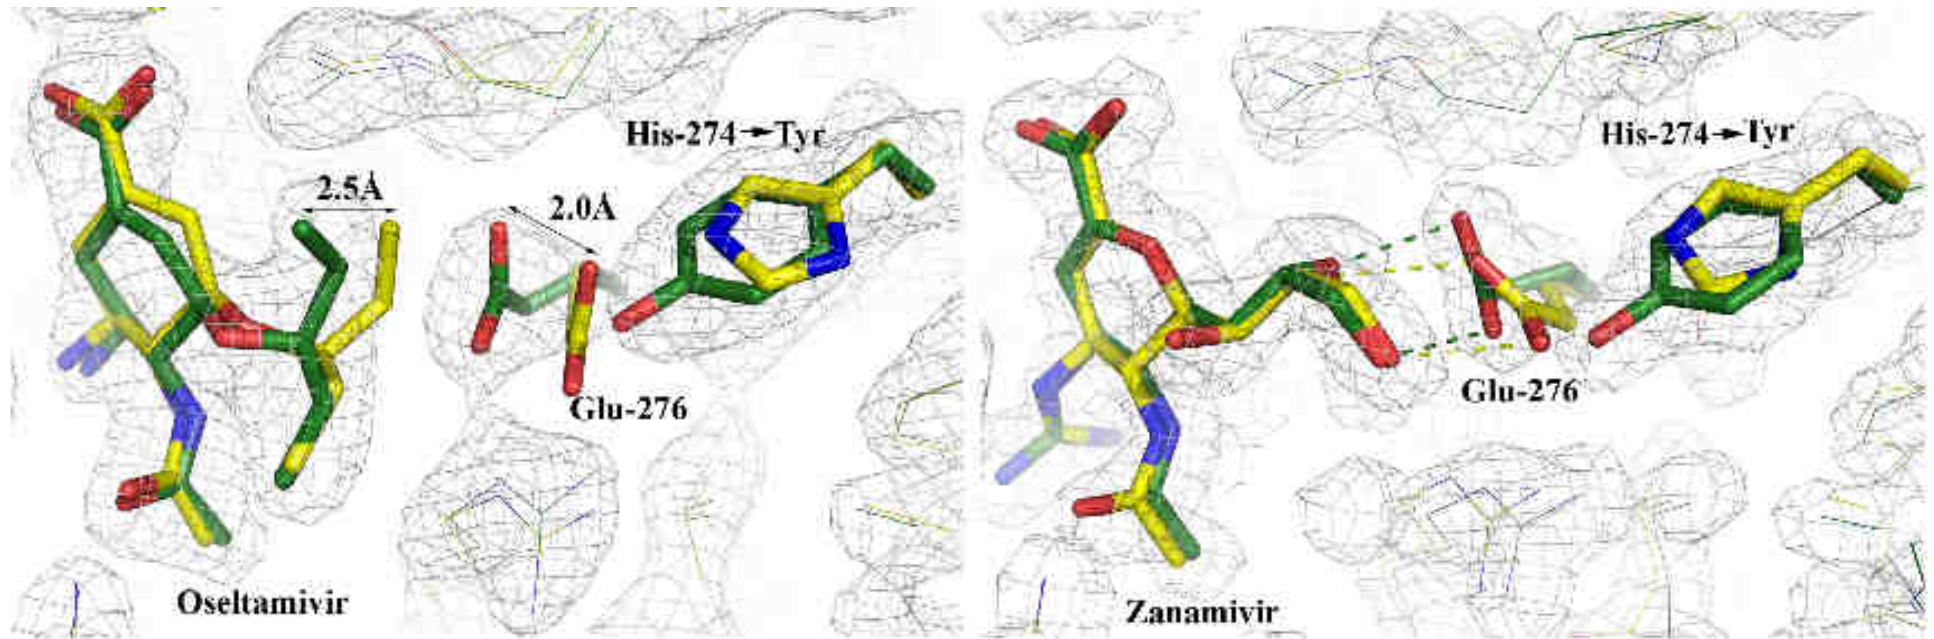 His-274→Tyr
2.5Å
2.0Å
Glu-276
Oseltamivir
His-274→Tyr
Glu-276
Zanamivir